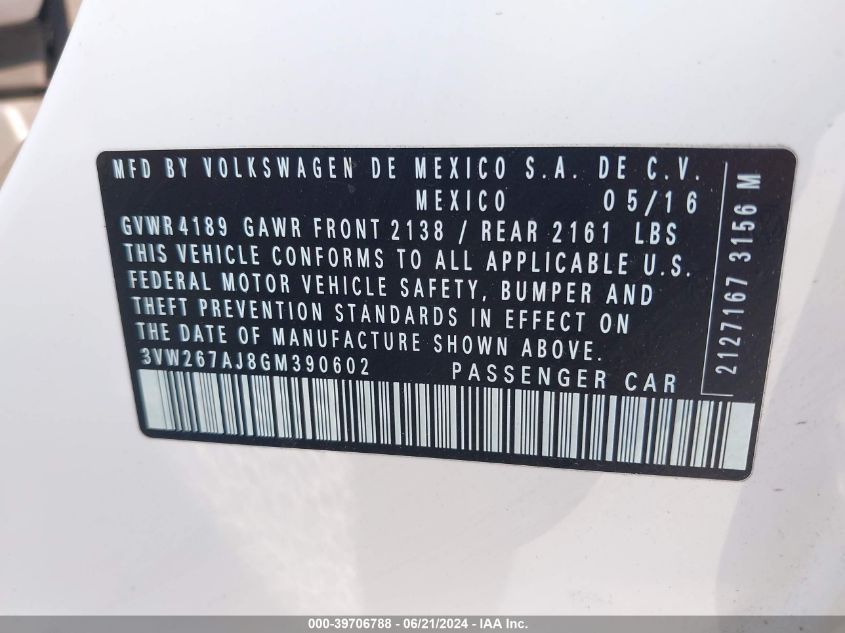 MFD BY VOLKSWAGEN DE MEXICO S.A. DE C.V.
MEXICO 05/16
GVWR 4189 GAWR FRONT 2138 / REAR 2161 LBS
THIS VEHICLE CONFORMS TO ALL APPLICABLE U.S.
FEDERAL MOTOR VEHICLE SAFETY, BUMPER AND
THEFT PREVENTION STANDARDS IN EFFECT ON
THE DATE OF MANUFACTURE SHOWN ABOVE.
3VW267AJ8GM390602 PASSENGER CAR
2127167 3156 M
000-39706788 - 06/21/2024 - IAA Inc.